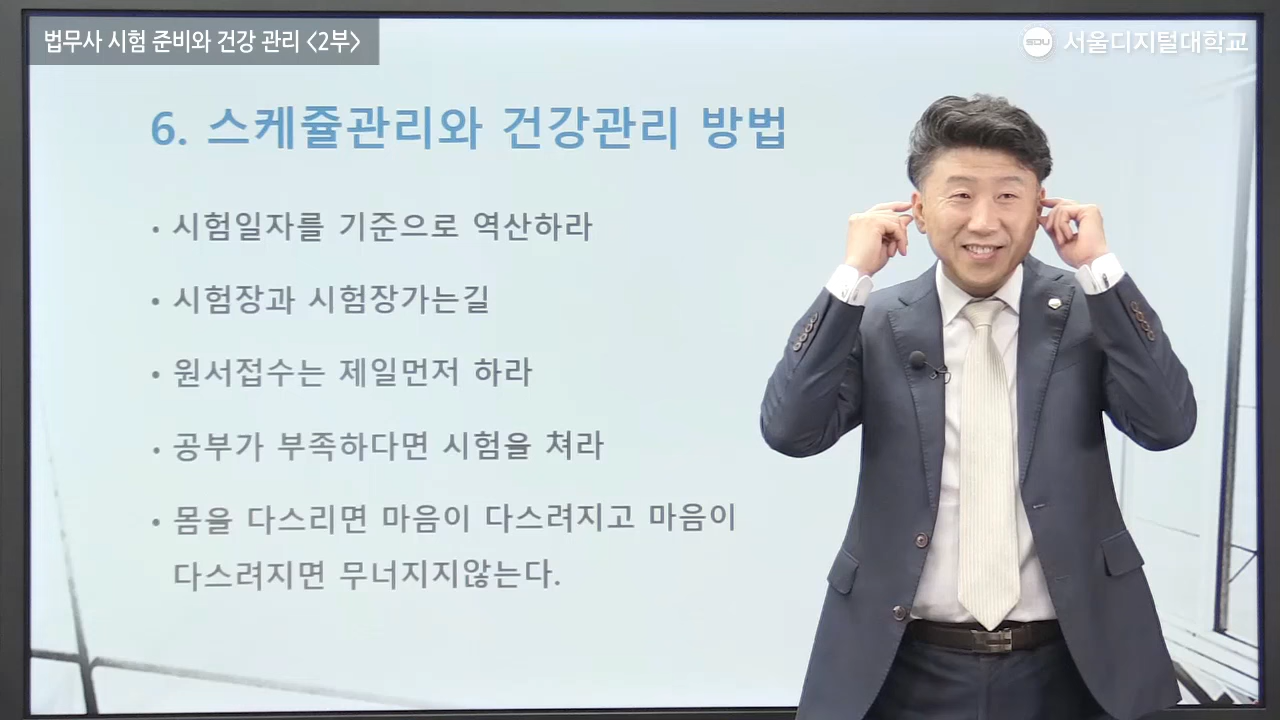 법무사 시험 준비와 건강 관리 <2부>
SDU 서울디지털대학교
6. 스케쥴관리와 건강관리 방법
• 시험일자를 기준으로 역산하라
• 시험장과 시험장가는길
• 원서접수는 제일먼저 하라
• 공부가 부족하다면 시험을 쳐라
• 몸을 다스리면 마음이 다스려지고 마음이
다스려지면 무너지지않는다.